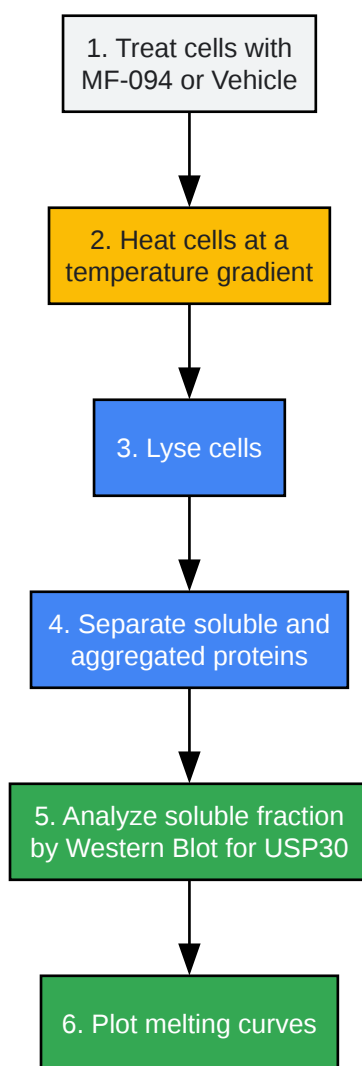 1. Treat cells with
MF-094 or Vehicle
2. Heat cells at a
temperature gradient
3. Lyse cells
4. Separate soluble and
aggregated proteins
5. Analyze soluble fraction
by Western Blot for USP30
6. Plot melting curves